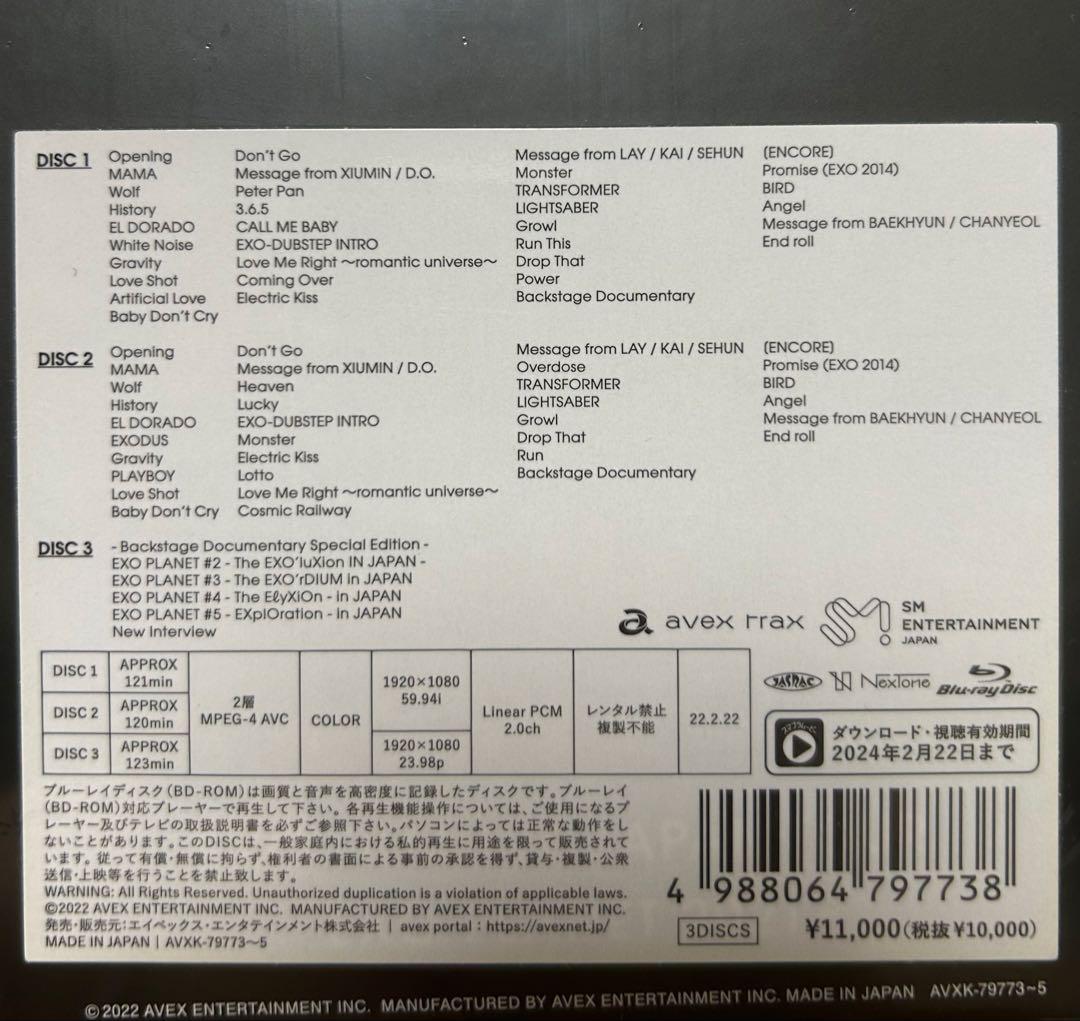 DISC 1
Opening
MAMA
Wolf
History
EL DORADO
White Noise
Gravity
Love Shot
Artificial Love
Baby Don't Cry
Don't Go
Message from XIUMIN / D.O.
Peter Pan
3.6.5
CALL ME BABY
EXO-DUBSTEP INTRO
Love Me Right ～romantic universe～
Coming Over
Electric Kiss
Message from LAY / KAI / SEHUN
Monster
TRANSFORMER
LIGHTSABER
Growl
Run This
Drop That
Power
Backstage Documentary
(ENCORE)
Promise (EXO 2014)
BIRD
Angel
Message from BAEKHYUN / CHANYEOL
End roll
DISC 2
Opening
MAMA
Wolf
History
EL DORADO
EXODUS
Gravity
PLAYBOY
Love Shot
Baby Don't Cry
Don't Go
Message from XIUMIN / D.O.
Heaven
Lucky
EXO-DUBSTEP INTRO
Monster
Electric Kiss
Lotto
Love Me Right ～romantic universe～
Cosmic Railway
Message from LAY / KAI / SEHUN
Overdose
TRANSFORMER
LIGHTSABER
Growl
Drop That
Run
Backstage Documentary
(ENCORE)
Promise (EXO 2014)
BIRD
Angel
Message from BAEKHYUN / CHANYEOL
End roll
DISC 3
- Backstage Documentary Special Edition -
EXO PLANET #2 - The EXO'luXion IN JAPAN -
EXO PLANET #3 - The EXO'rDIUM in JAPAN
EXO PLANET #4 - The EℓyXiOn - in JAPAN
EXO PLANET #5 - EXplOration - in JAPAN
New Interview
avex trax
SM
ENTERTAINMENT
JAPAN
DISC 1
APPROX
121min
DISC 2
APPROX
120min
DISC 3
APPROX
123min
2層
MPEG-4 AVC
COLOR
1920×1080
59.94i
1920×1080
23.98p
Linear PCM
2.0ch
レンタル禁止
複製不能
22.2.22
JASRAC
NexTone
Blu-ray Disc
スマプラムービー
ダウンロード・視聴有効期間
2024年2月22日まで
ブルーレイディスク(BD-ROM)は画質と音声を高密度に記録したディスクです。ブルーレイ
(BD-ROM)対応プレーヤーで再生して下さい。各再生機能操作については、ご使用になるプ
レーヤー及びテレビの取扱説明書を必ずご参照下さい。パソコンによっては正常な動作をし
ないことがあります。このDISCは、一般家庭内における私的再生に用途を限って販売されて
います。従って有償・無償に拘らず、権利者の書面による事前の承認を得ず、貸与・複製・公衆
送信・上映等を行うことを禁止致します。
WARNING: All Rights Reserved. Unauthorized duplication is a violation of applicable laws.
©2022 AVEX ENTERTAINMENT INC. MANUFACTURED BY AVEX ENTERTAINMENT INC.
発売・販売元:エイベックス・エンタテインメント株式会社 | avex portal : https://avexnet.jp/
MADE IN JAPAN | AVXK-79773~5
4 988064 797738
3DISCS
¥11,000(税抜¥10,000)
©2022 AVEX ENTERTAINMENT INC. MANUFACTURED BY AVEX ENTERTAINMENT INC. MADE IN JAPAN AVXK-79773~5